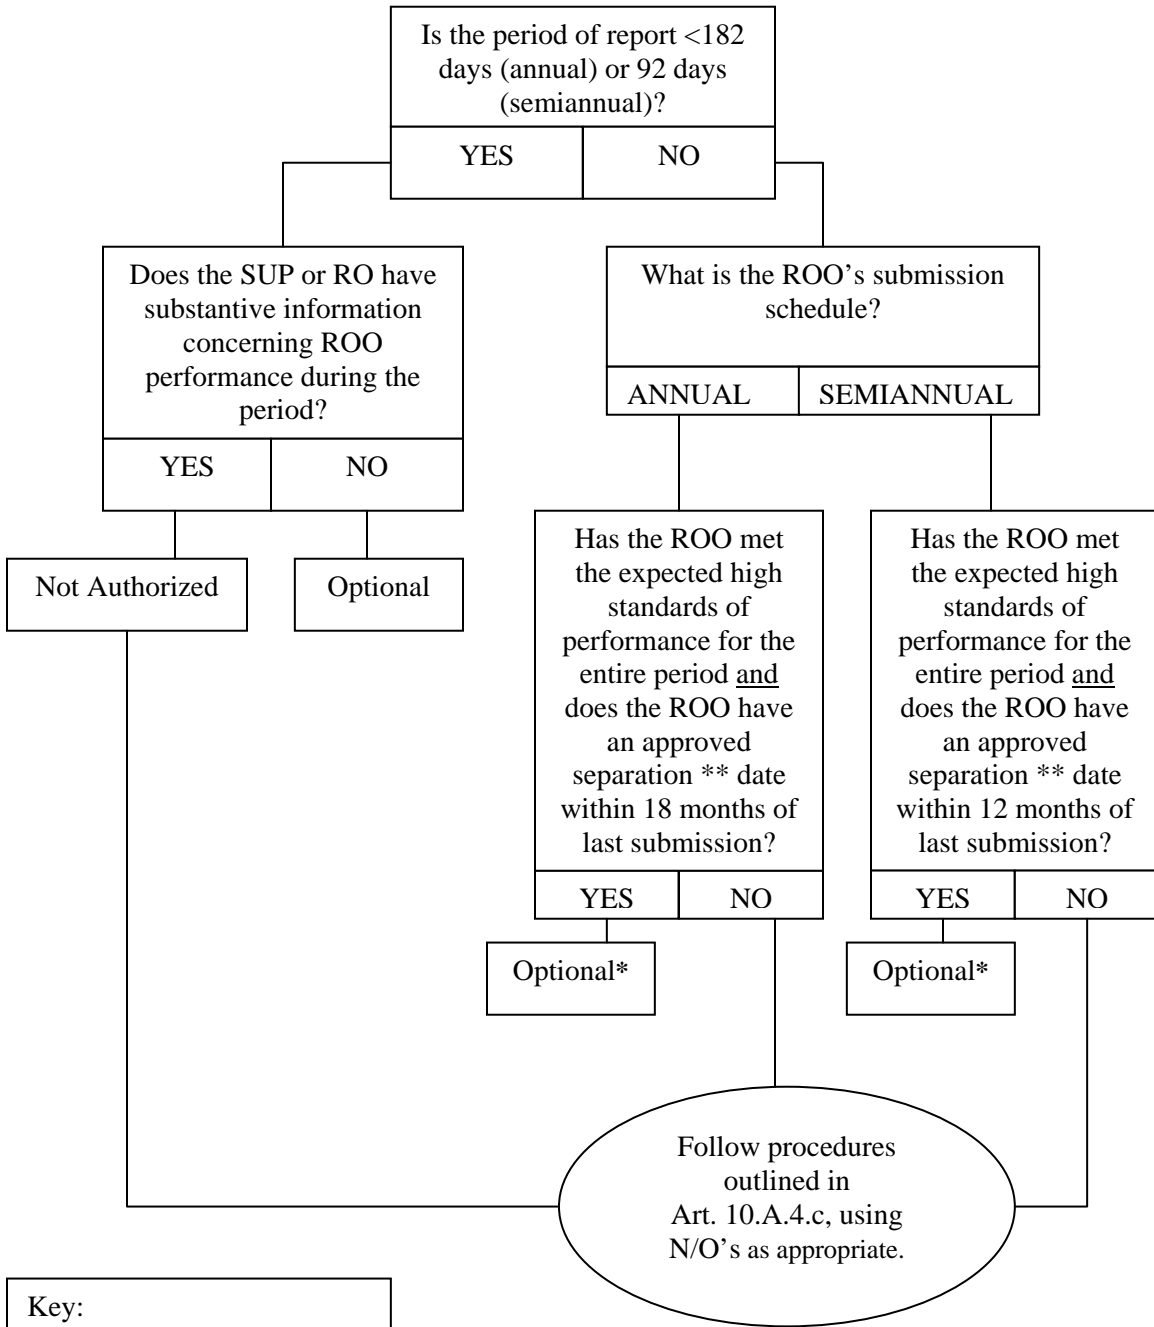 Is the period of report <182
days (annual) or 92 days
(semiannual)?
YES
NO
Does the SUP or RO have
substantive information
concerning ROO
performance during the
period?
YES
NO
What is the ROO’s submission
schedule?
ANNUAL
SEMIANNUAL
Not Authorized
Optional
Has the ROO met
the expected high
standards of
performance for the
entire period and
does the ROO have
an approved
separation ** date
within 18 months of
last submission?
YES
NO
Has the ROO met
the expected high
standards of
performance for the
entire period and
does the ROO have
an approved
separation ** date
within 12 months of
last submission?
YES
NO
Optional*
Optional*
Follow procedures
outlined in
Art. 10.A.4.c, using
N/O’s as appropriate.
Key: